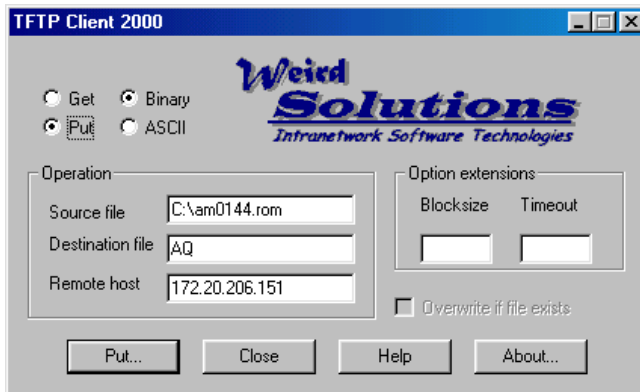 TFTP Client 2000
Weird
Solutions
Intranetwork Software Technologies
Get Binary
Put ASCII
Operation
Source file C:\am0144.rom
Destination file AQ
Remote host 172.20.206.151
Option extensions
Blocksize Timeout
Overwrite if file exists
Put... Close Help About...